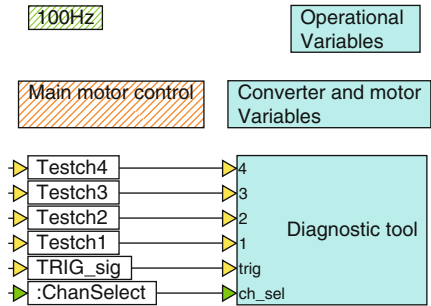 100Hz
Operational
Variables
Main motor control
Converter and motor
Variables
Testch4
4
Testch3
3
Testch2
2
Testch1
1
Diagnostic tool
TRIG_sig
trig
:ChanSelect
ch_sel